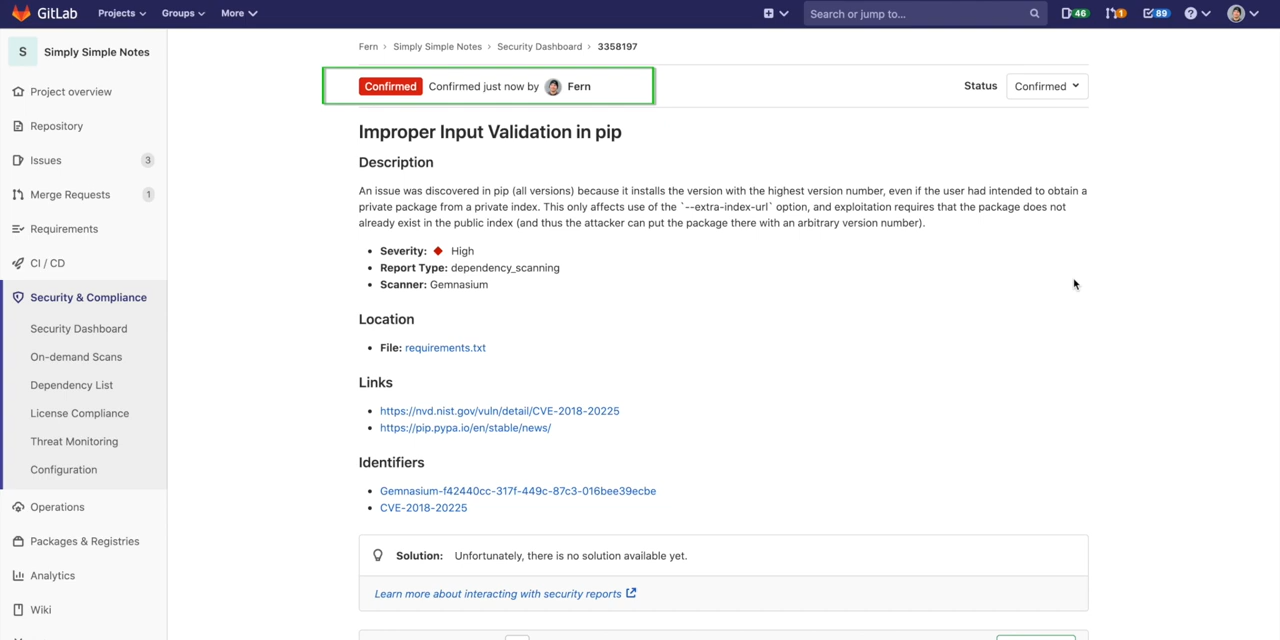 GitLab Projects Groups More Search or jump to... 46 1 89
S Simply Simple Notes
Project overview
Repository
Issues 3
Merge Requests 1
Requirements
CI / CD
Security & Compliance
Security Dashboard
On-demand Scans
Dependency List
License Compliance
Threat Monitoring
Configuration
Operations
Packages & Registries
Analytics
Wiki
Fern › Simply Simple Notes › Security Dashboard › 3358197
Confirmed Confirmed just now by Fern Status Confirmed
Improper Input Validation in pip
Description
An issue was discovered in pip (all versions) because it installs the version with the highest version number, even if the user had intended to obtain a
private package from a private index. This only affects use of the `--extra-index-url` option, and exploitation requires that the package does not
already exist in the public index (and thus the attacker can put the package there with an arbitrary version number).
• Severity: High
• Report Type: dependency_scanning
• Scanner: Gemnasium
Location
• File: requirements.txt
Links
• https://nvd.nist.gov/vuln/detail/CVE-2018-20225
• https://pip.pypa.io/en/stable/news/
Identifiers
• Gemnasium-f42440cc-317f-449c-87c3-016bee39ecbe
• CVE-2018-20225
Solution: Unfortunately, there is no solution available yet.
Learn more about interacting with security reports